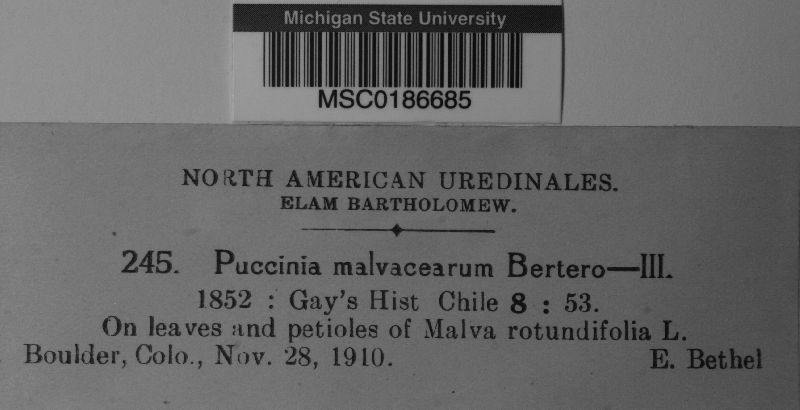 Michigan State University
MSC0186685
NORTH AMERICAN UREDINALES.
ELAM BARTHOLOMEW.
245. Puccinia malvacearum Bertero—III.
1852 : Gay's Hist Chile 8 : 53.
On leaves and petioles of Malva rotundifolia L.
Boulder, Colo., Nov. 28, 1910. E. Bethel